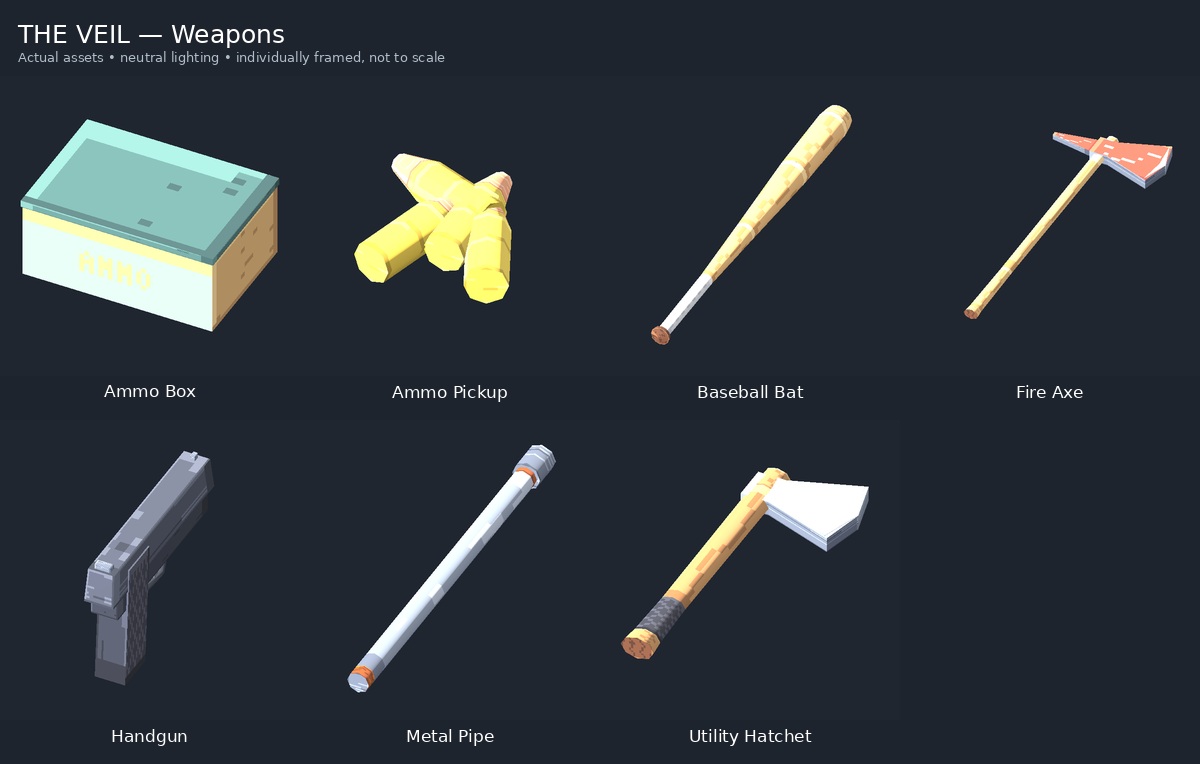 THE VEIL — Weapons
Actual assets • neutral lighting • individually framed, not to scale
AMMO
Ammo Box
Ammo Pickup
Baseball Bat
Fire Axe
Handgun
Metal Pipe
Utility Hatchet